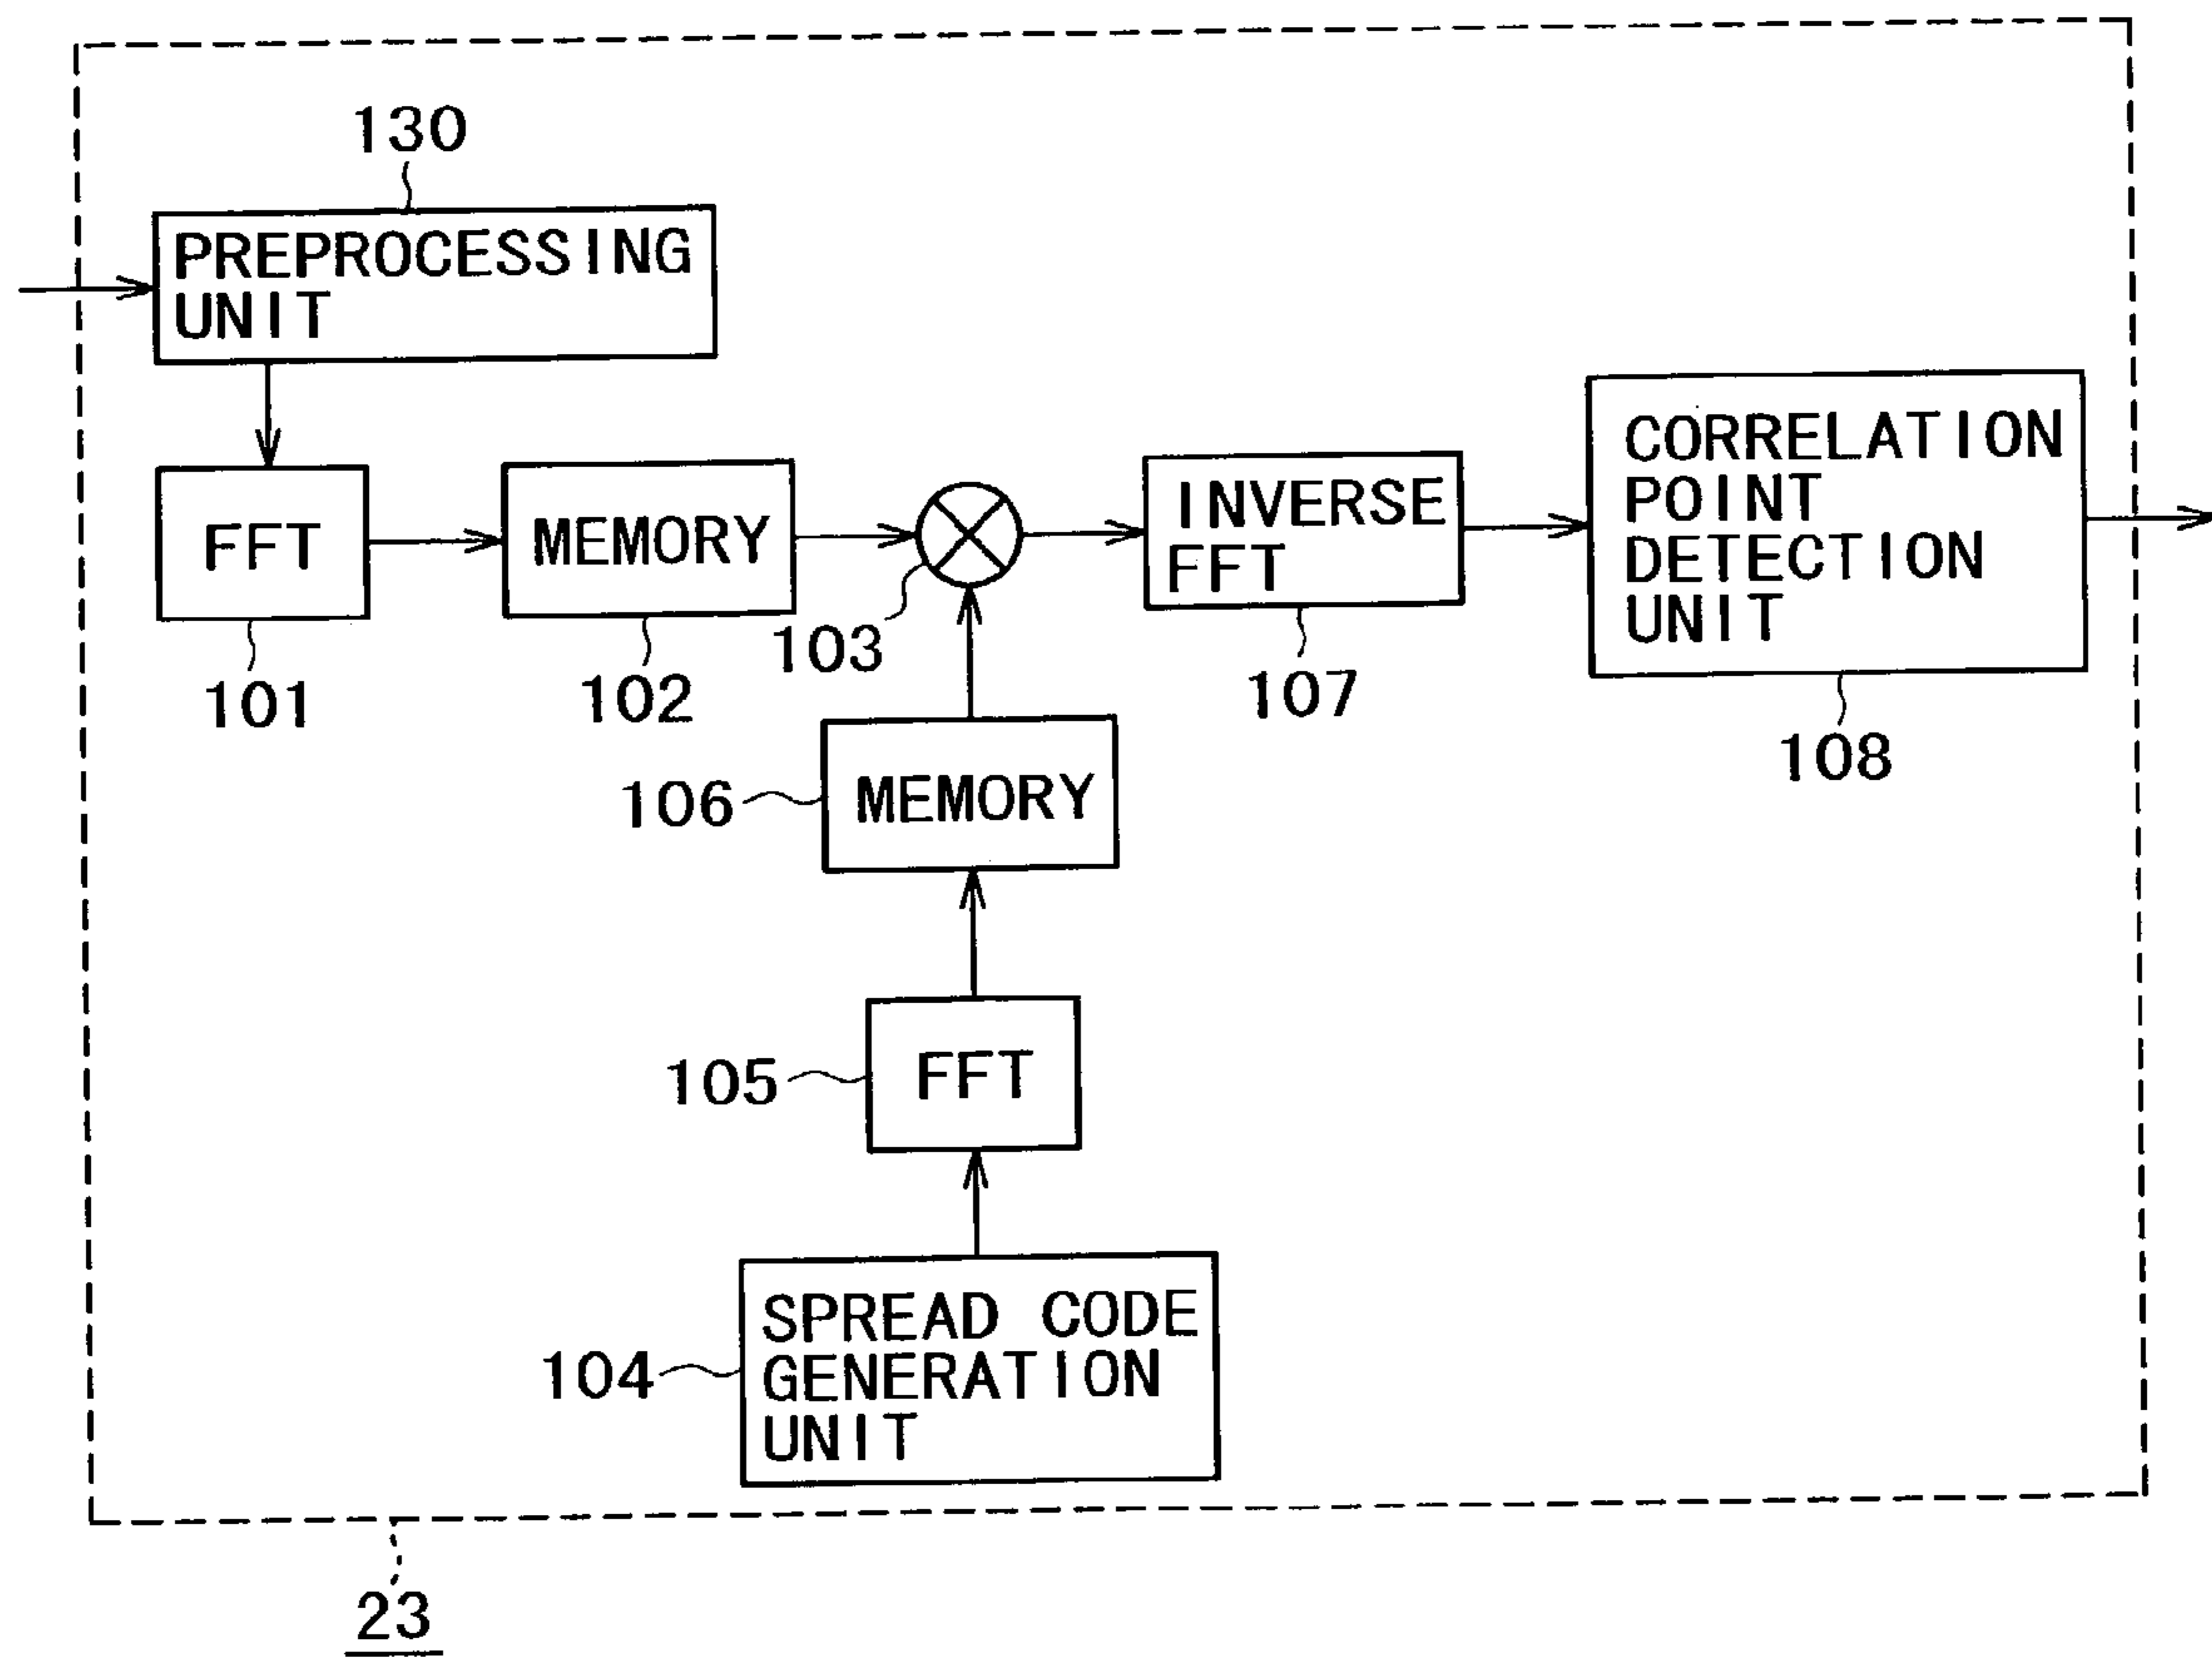 130
PREPROCESSING
UNIT
FFT
101
MEMORY
102
103
INVERSE
FFT
107
CORRELATION
POINT
DETECTION
UNIT
108
106
MEMORY
105
FFT
104
SPREAD CODE
GENERATION
UNIT
23